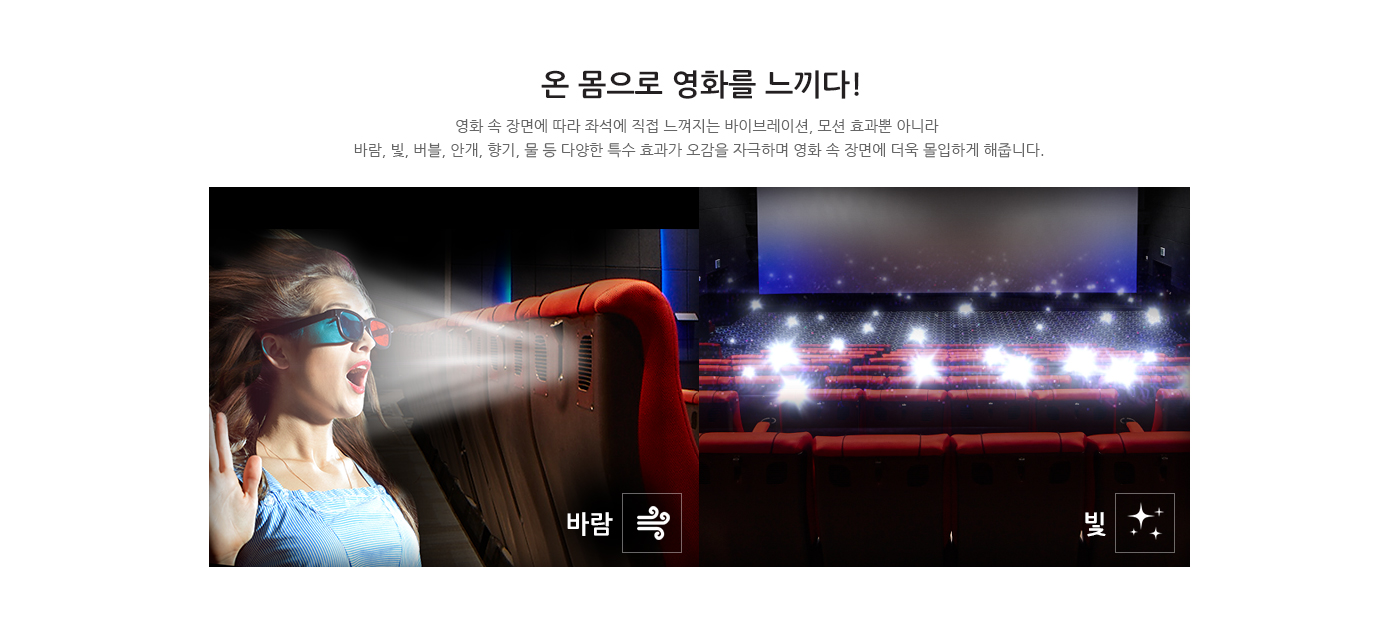 온 몸으로 영화를 느끼다!
영화 속 장면에 따라 좌석에 직접 느껴지는 바이브레이션, 모션 효과뿐 아니라
바람, 빛, 버블, 안개, 향기, 물 등 다양한 특수 효과가 오감을 자극하며 영화 속 장면에 더욱 몰입하게 해줍니다.
바람
빛